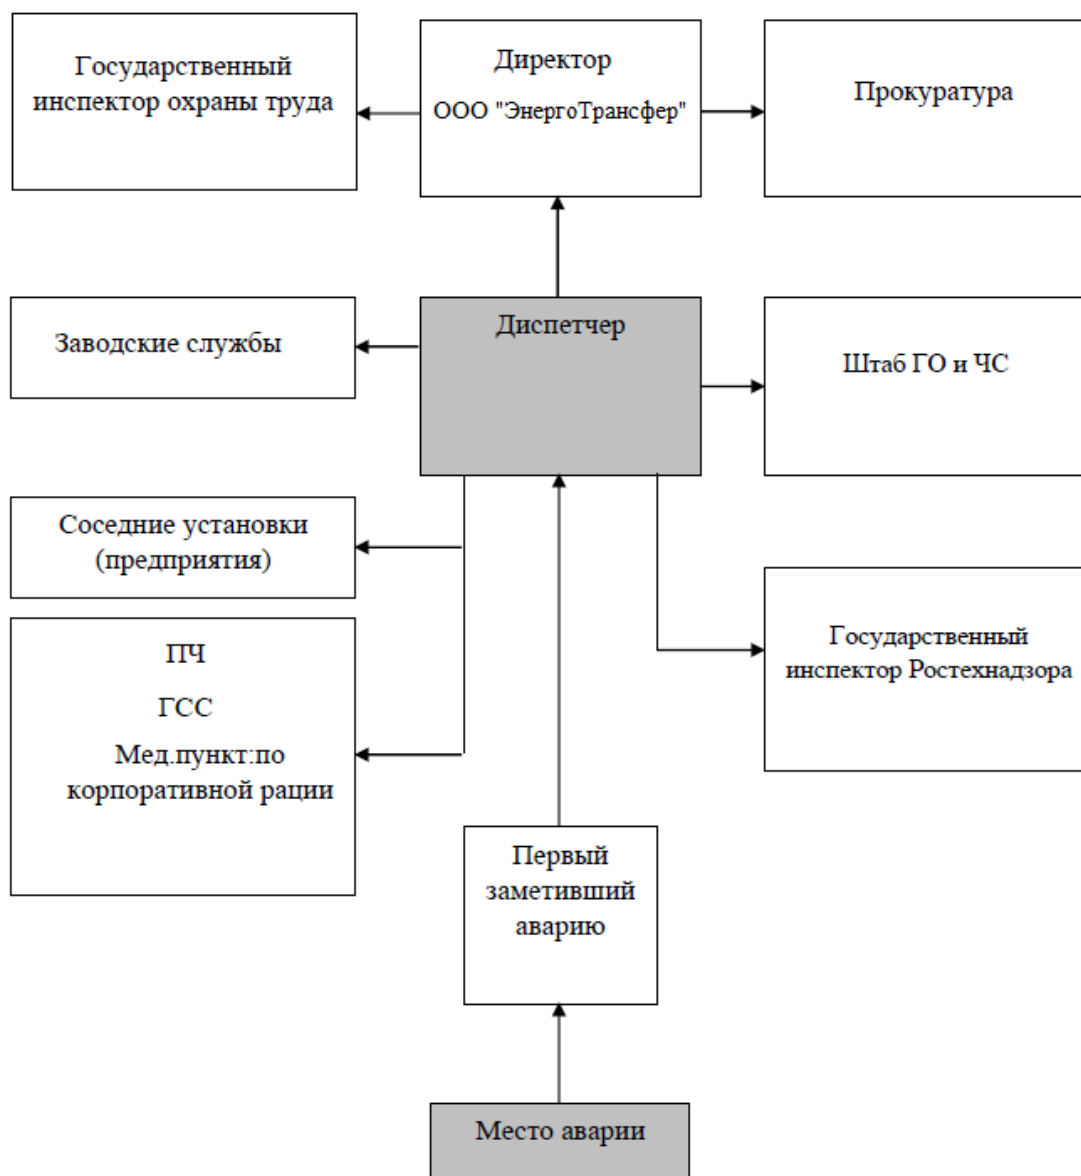 Государственный
инспектор охраны труда
Директор
ООО "ЭнергоТрансфер"
Прокуратура
Заводские службы
Диспетчер
Штаб ГО и ЧС
Соседние установки
(предприятия)
ПЧ
ГСС
Мед.пункт:по
корпоративной рации
Государственный
инспектор Ростехнадзора
Первый
заметивший
аварию
Место аварии